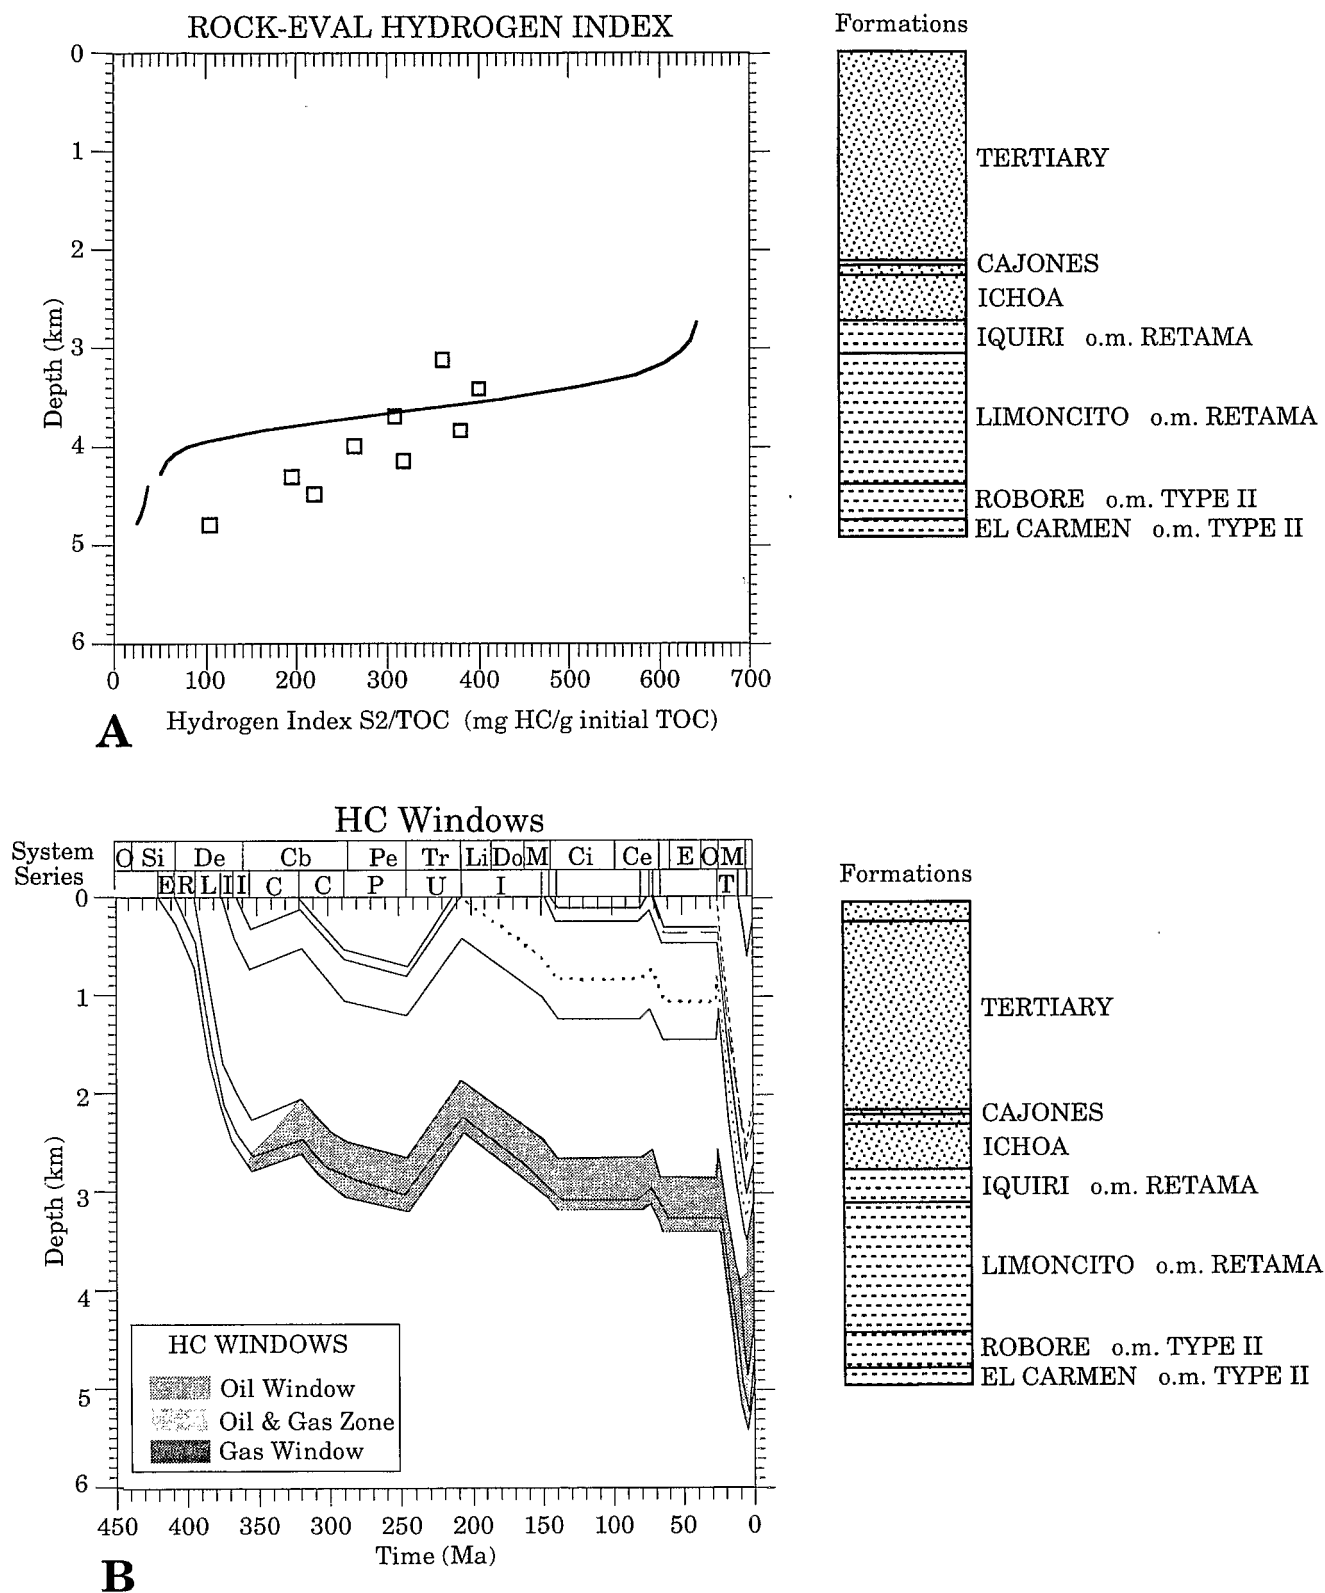 ROCK-EVAL HYDROGEN INDEX
Formations
0
1
2
3
4
5
6
Depth (km)
0 100 200 300 400 500 600 700
Hydrogen Index S2/TOC (mg HC/g initial TOC)
A
TERTIARY
CAJONES
ICHOA
IQUIRI o.m. RETAMA
LIMONCITO o.m. RETAMA
ROBORE o.m. TYPE II
EL CARMEN o.m. TYPE II
HC Windows
System O Si De Cb Pe Tr Li Do M Ci Ce E O M
Series E R L I I C C P U I T
0
1
2
3
4
5
6
Depth (km)
HC WINDOWS
Oil Window
Oil & Gas Zone
Gas Window
450 400 350 300 250 200 150 100 50 0
Time (Ma)
B
Formations
TERTIARY
CAJONES
ICHOA
IQUIRI o.m. RETAMA
LIMONCITO o.m. RETAMA
ROBORE o.m. TYPE II
EL CARMEN o.m. TYPE II